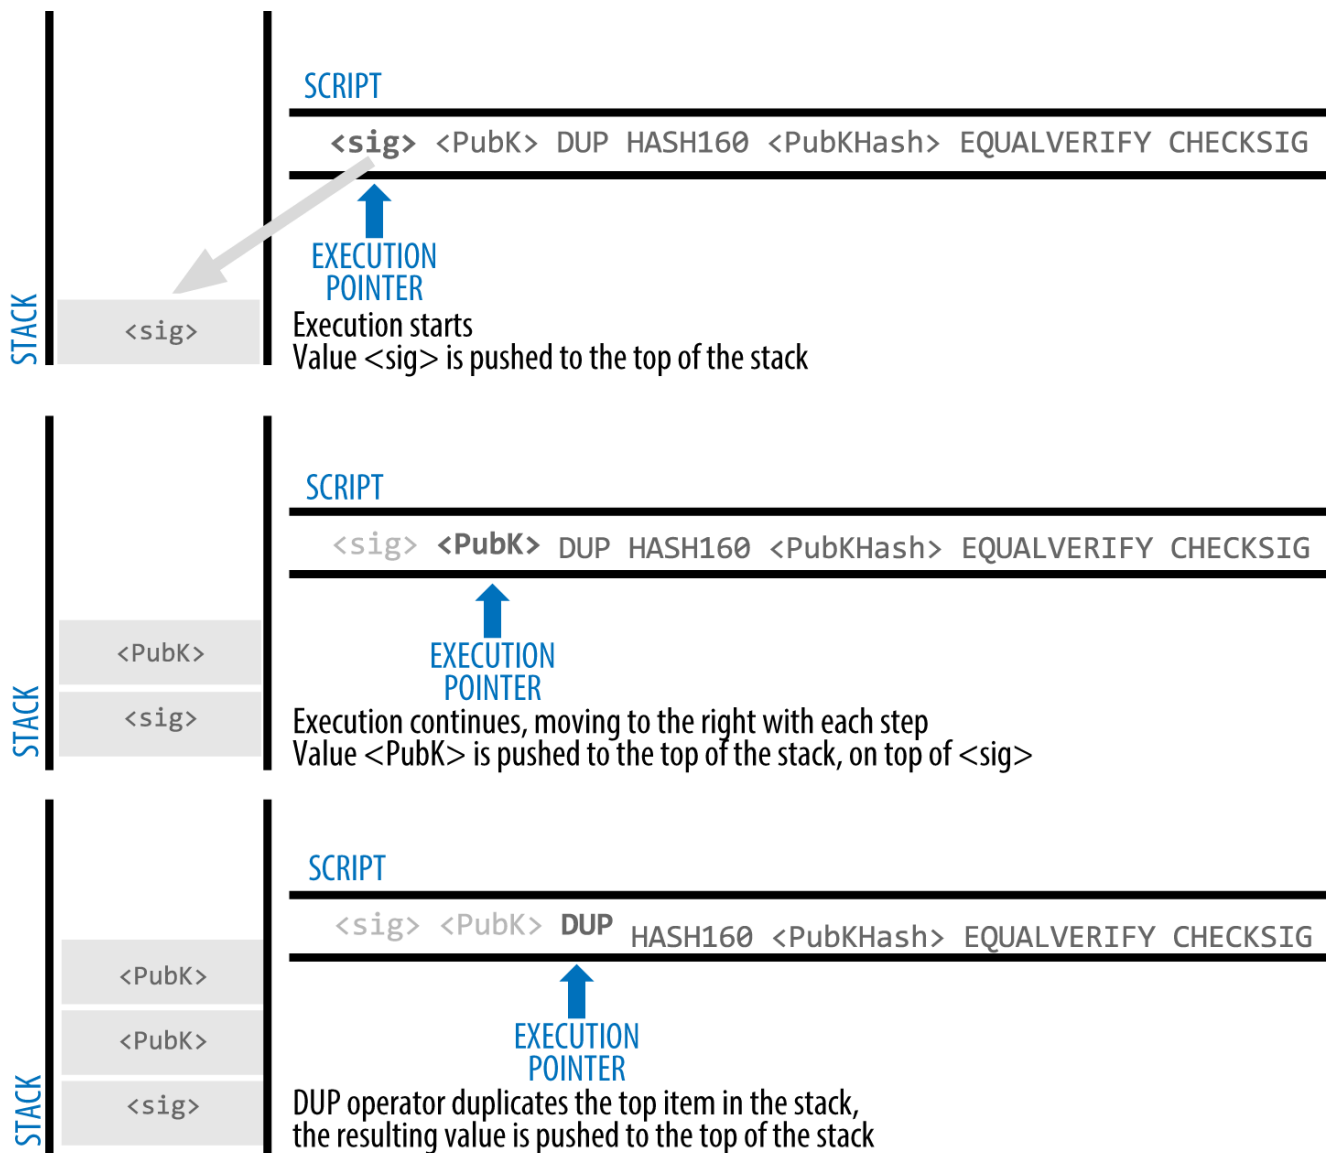 SCRIPT
<sig> <PubK> DUP HASH160 <PubKHash> EQUALVERIFY CHECKSIG
EXECUTION
POINTER
STACK
<sig>
Execution starts
Value <sig> is pushed to the top of the stack
SCRIPT
<sig> <PubK> DUP HASH160 <PubKHash> EQUALVERIFY CHECKSIG
EXECUTION
POINTER
<PubK>
STACK
<sig>
Execution continues, moving to the right with each step
Value <PubK> is pushed to the top of the stack, on top of <sig>
SCRIPT
<sig> <PubK> DUP HASH160 <PubKHash> EQUALVERIFY CHECKSIG
<PubK>
<PubK>
EXECUTION
POINTER
STACK
<sig>
DUP operator duplicates the top item in the stack,
the resulting value is pushed to the top of the stack